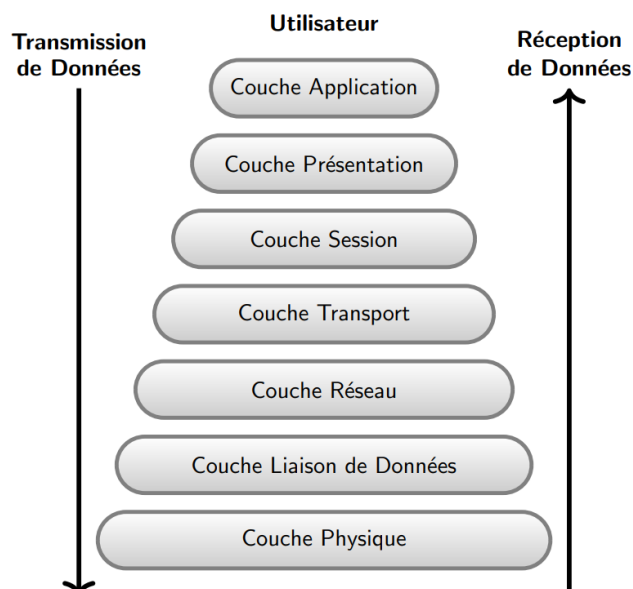 Utilisateur
Transmission
de Données
Réception
de Données
Couche Application
Couche Présentation
Couche Session
Couche Transport
Couche Réseau
Couche Liaison de Données
Couche Physique